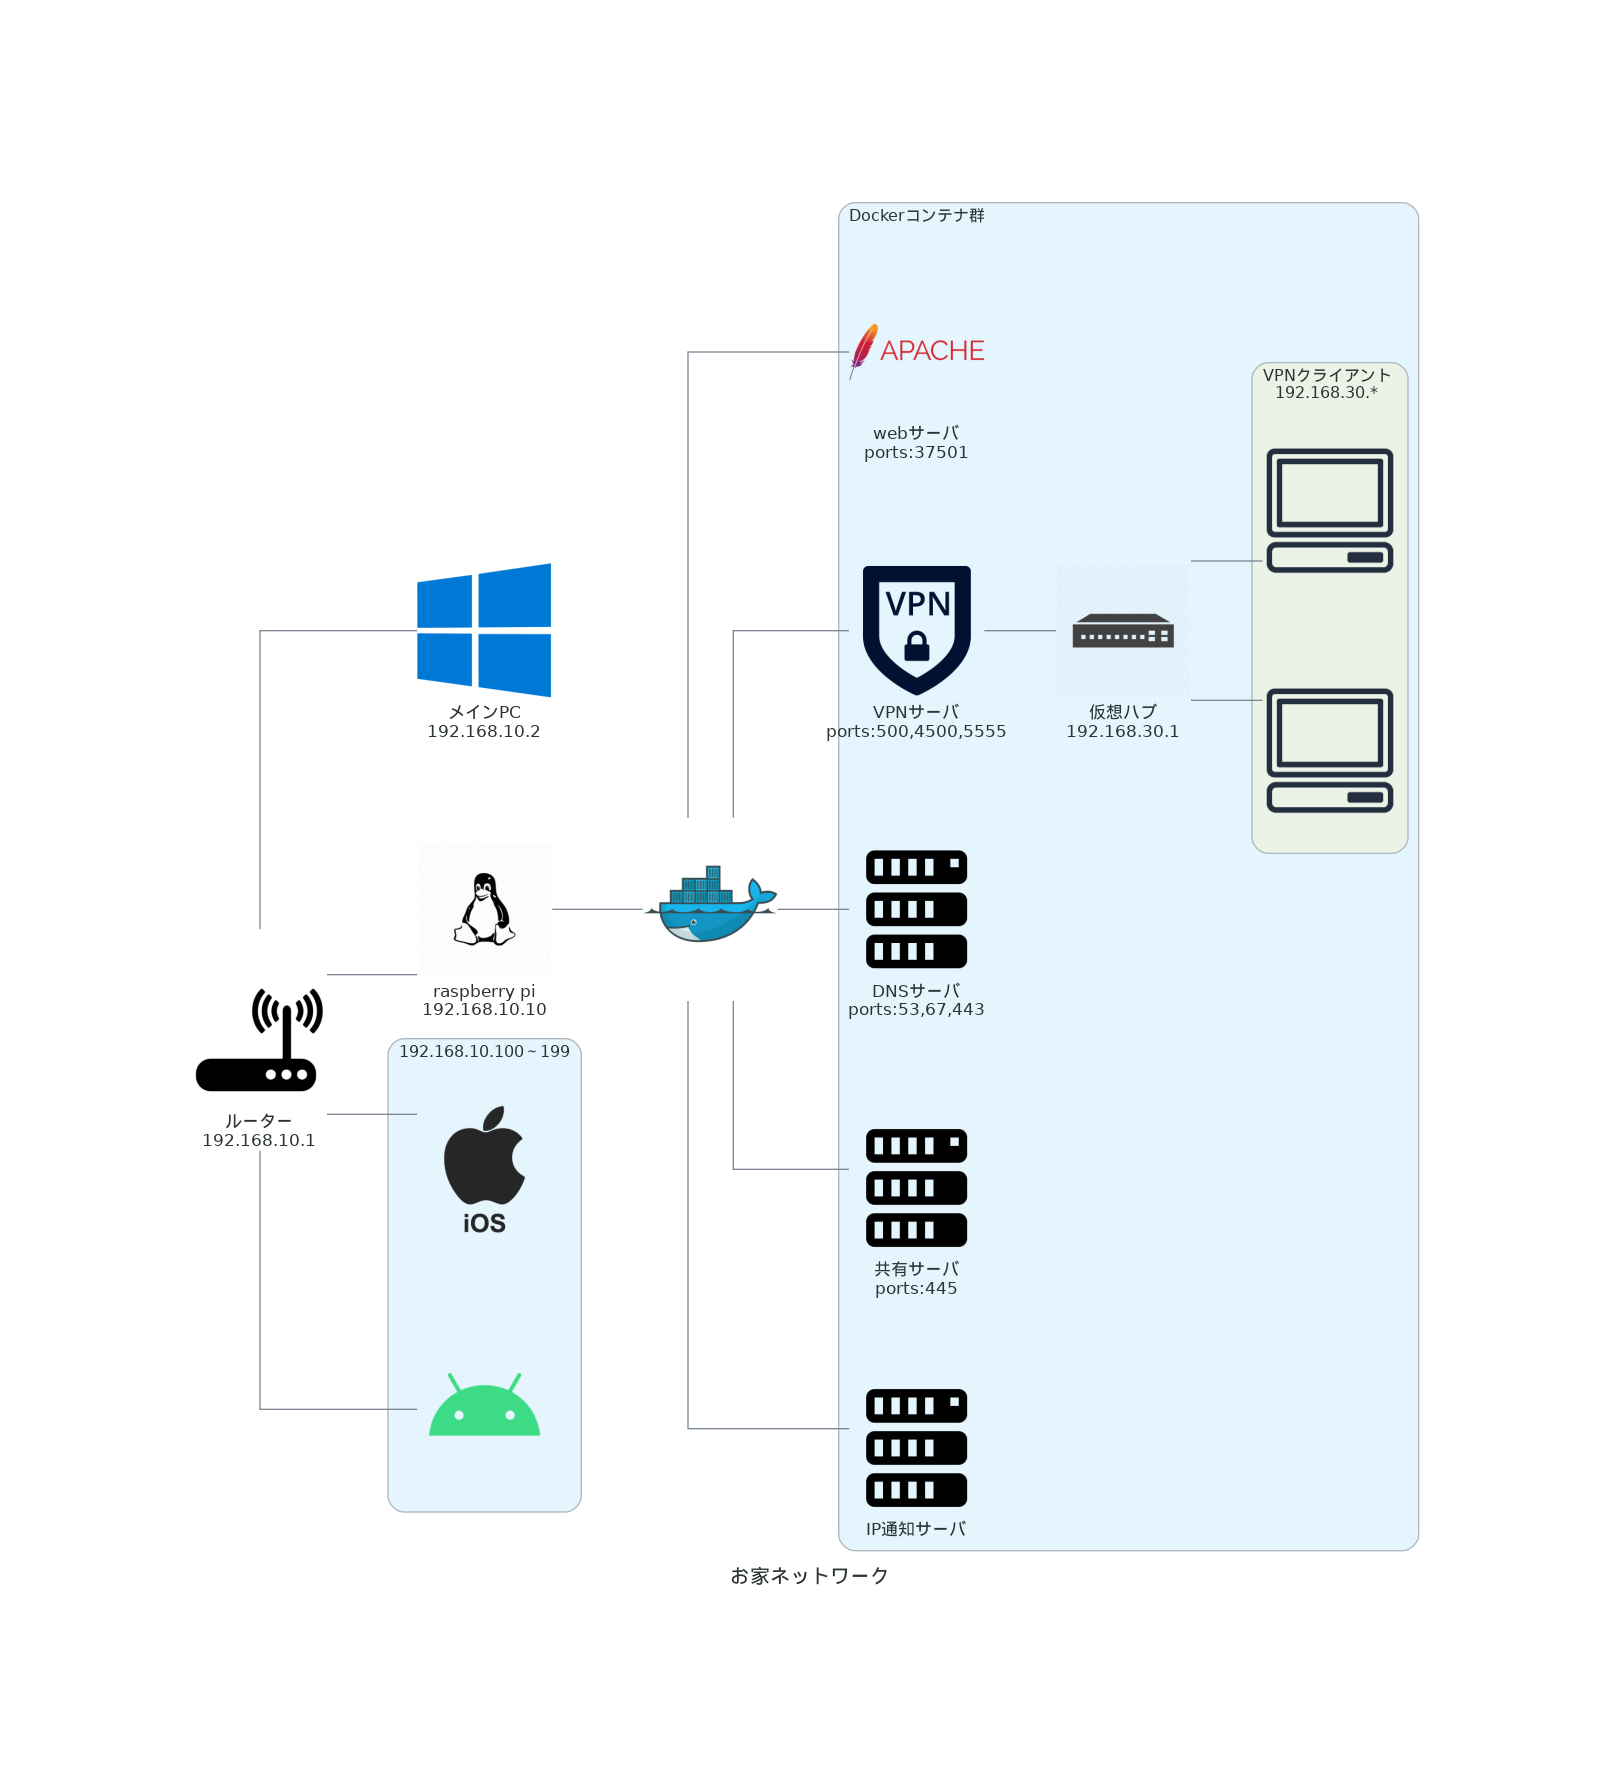 Dockerコンテナ群
APACHE
webサーバ
ports:37501
VPNクライアント
192.168.30.*
メインPC
192.168.10.2
VPN
VPNサーバ
ports:500,4500,5555
仮想ハブ
192.168.30.1
raspberry pi
192.168.10.10
DNSサーバ
ports:53,67,443
192.168.10.100~199
ルーター
192.168.10.1
iOS
共有サーバ
ports:445
IP通知サーバ
お家ネットワーク